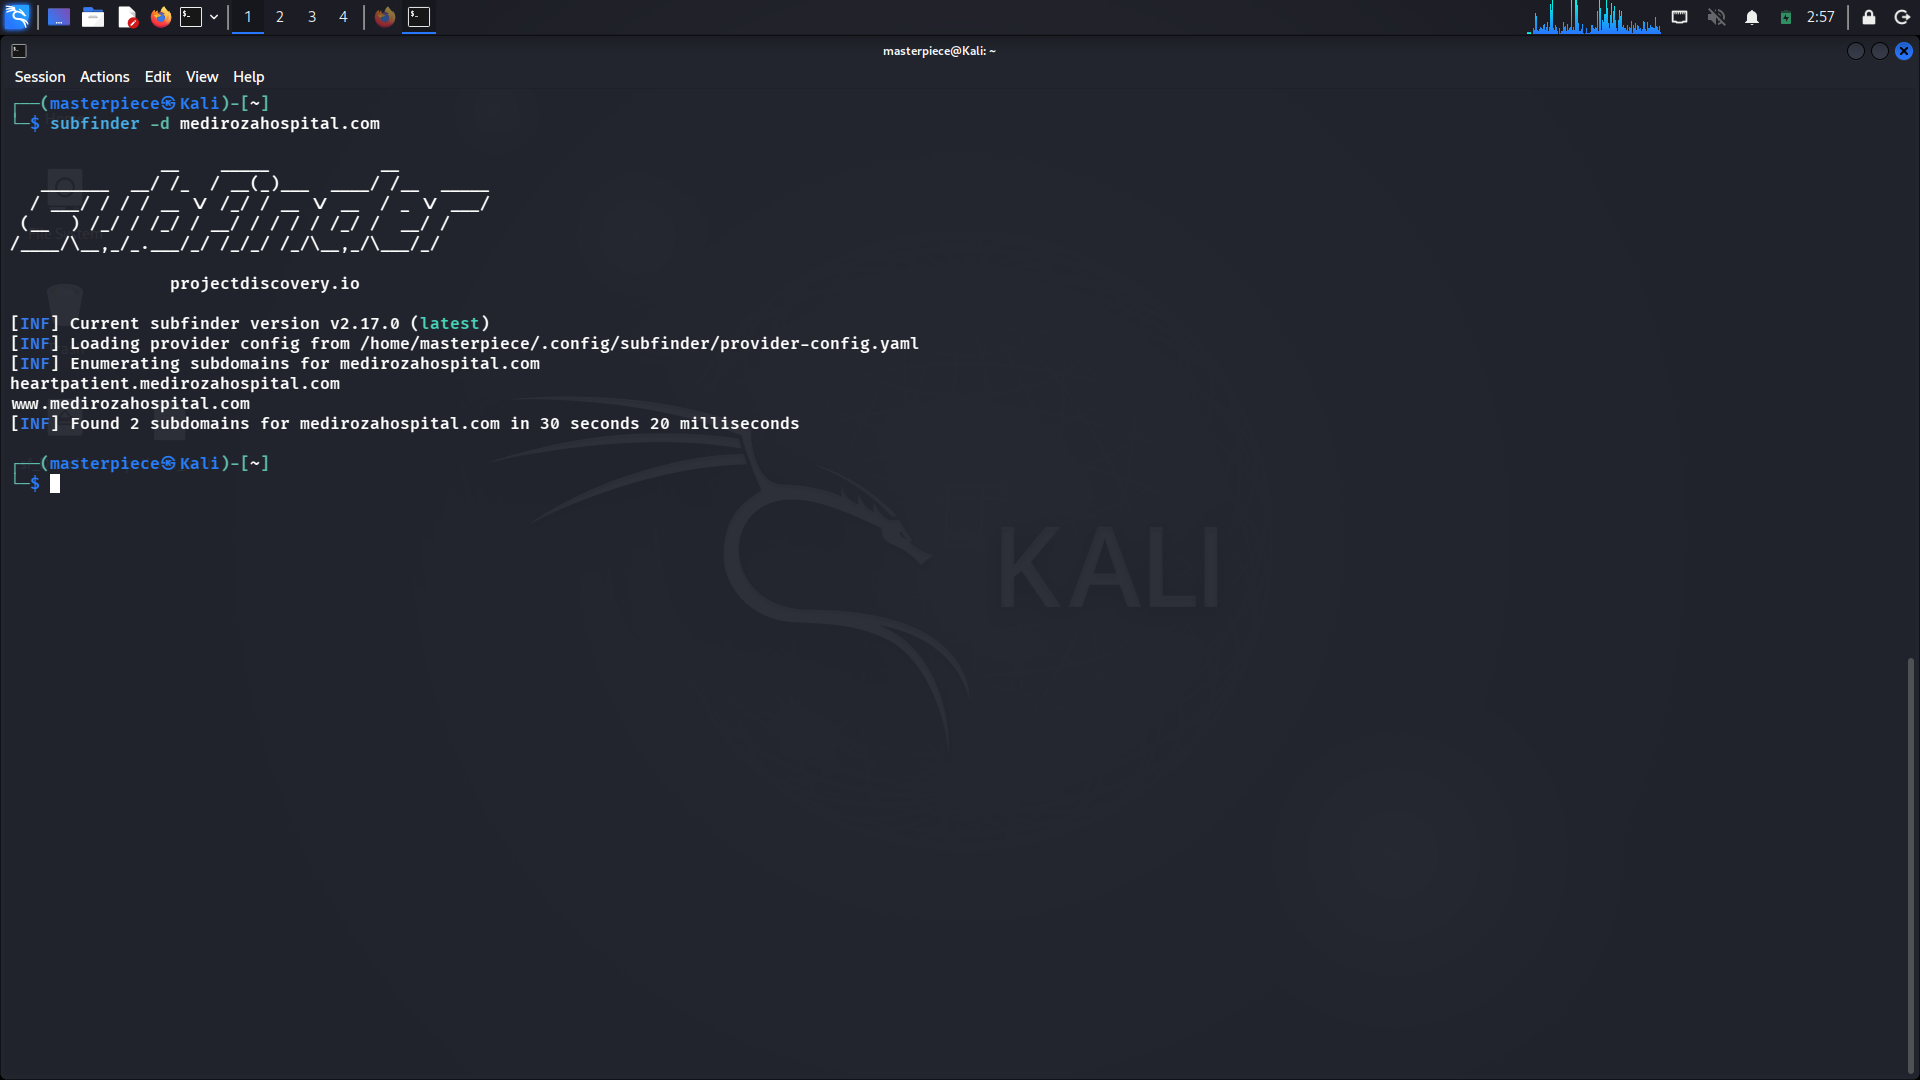 1 2 3 4 2:57
masterpiece@Kali: ~
Session Actions Edit View Help
┌──(masterpiece㉿Kali)-[~]
└─$ subfinder -d medirozahospital.com
subfinder
projectdiscovery.io
[INF] Current subfinder version v2.17.0 (latest)
[INF] Loading provider config from /home/masterpiece/.config/subfinder/provider-config.yaml
[INF] Enumerating subdomains for medirozahospital.com
heartpatient.medirozahospital.com
www.medirozahospital.com
[INF] Found 2 subdomains for medirozahospital.com in 30 seconds 20 milliseconds
┌──(masterpiece㉿Kali)-[~]
└─$
KALI